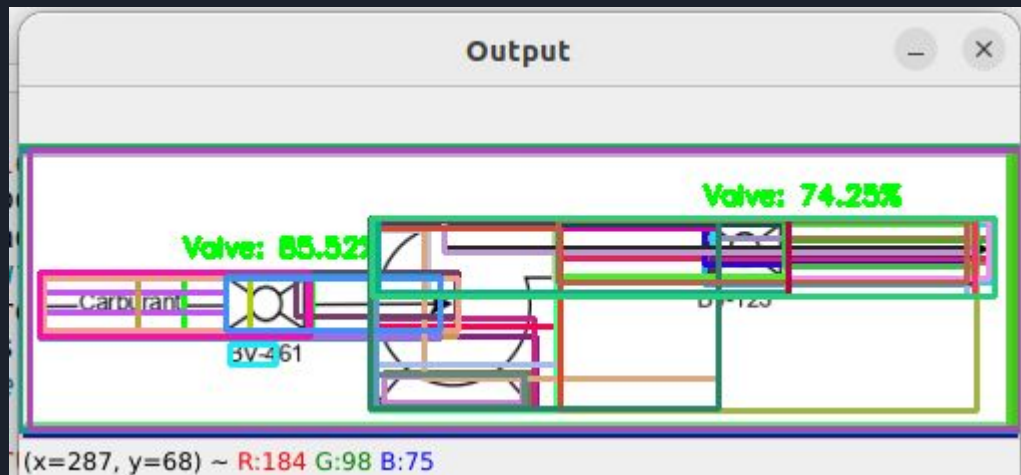 Output
Valve: 74.25%
Valve: 85.52%
Carburant
BV-461
(x=287, y=68) ~ R:184 G:98 B:75